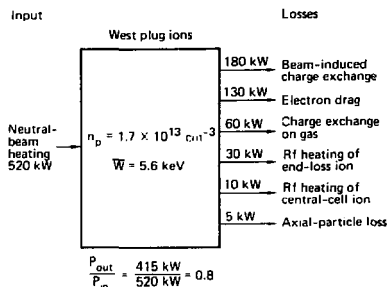 Input
Losses
West plug ions
180 kW
Beam-induced
charge exchange
130 kW
Electron drag
60 kW
Charge exchange
on gas
30 kW
Rf heating of
end-loss ion
10 kW
Rf heating of
central-cell ion
5 kW
Axial-particle loss
Neutral-
beam
heating
520 kW
n_p = 1.7 × 10^13 cm^-3
W̅ = 5.6 keV
P_out / P_in = 415 kW / 520 kW = 0.8